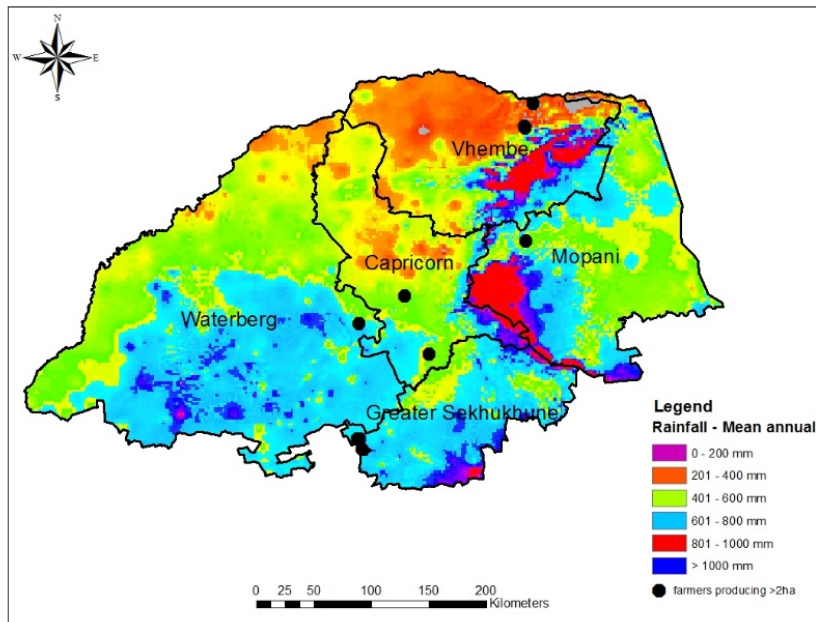 N
W
E
S
Vhembe
Capricorn
Mopani
Waterberg
Greater Sekhukhune
Legend
Rainfall - Mean annual
0 - 200 mm
201 - 400 mm
401 - 600 mm
601 - 800 mm
801 - 1000 mm
> 1000 mm
farmers producing >2ha
0 25 50 100 150 200
Kilometers